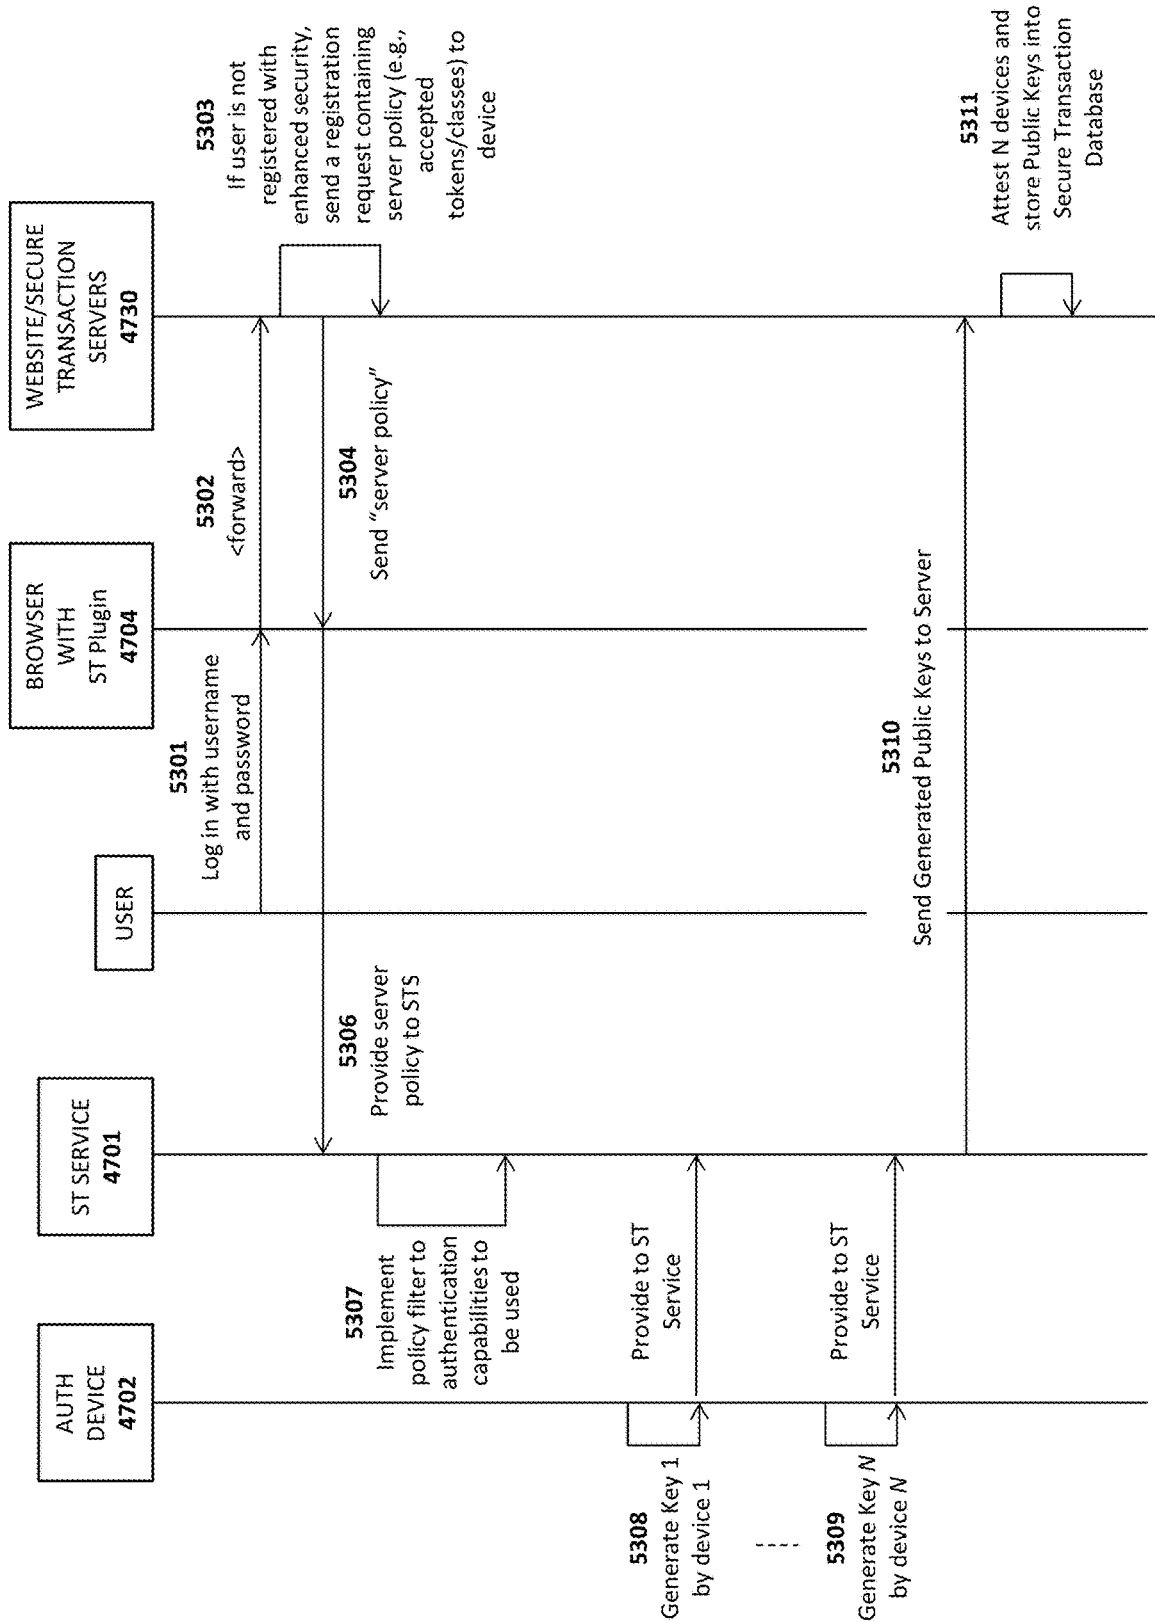 AUTH
DEVICE
4702
ST SERVICE
4701
USER
BROWSER
WITH
ST Plugin
4704
WEBSITE/SECURE
TRANSACTION
SERVERS
4730
5301
Log in with username
and password
5302
<forward>
5303
If user is not
registered with
enhanced security,
send a registration
request containing
server policy (e.g.,
accepted
tokens/classes) to
device
5304
Send “server policy”
5306
Provide server
policy to STS
5307
Implement
policy filter to
authentication
capabilities to
be used
5308
Generate Key 1
by device 1
Provide to ST
Service
5309
Generate Key N
by device N
Provide to ST
Service
5310
Send Generated Public Keys to Server
5311
Attest N devices and
store Public Keys into
Secure Transaction
Database